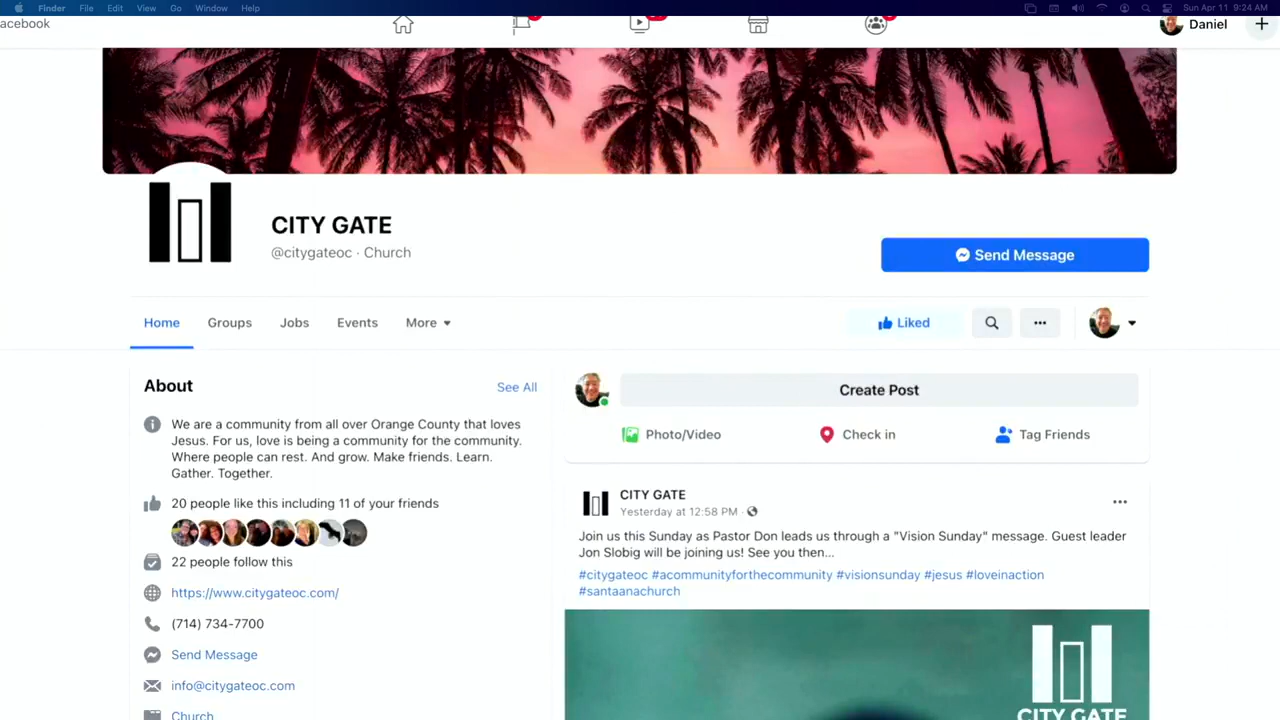 Finder File Edit View Go Window Help Sun Apr 11 9:24 AM
acebook Daniel
CITY GATE
@citygateoc · Church
Send Message
Home Groups Jobs Events More Liked
About See All
We are a community from all over Orange County that loves
Jesus. For us, love is being a community for the community.
Where people can rest. And grow. Make friends. Learn.
Gather. Together.
20 people like this including 11 of your friends
22 people follow this
https://www.citygateoc.com/
(714) 734-7700
Send Message
info@citygateoc.com
Church
Create Post
Photo/Video Check in Tag Friends
CITY GATE
Yesterday at 12:58 PM ·
Join us this Sunday as Pastor Don leads us through a "Vision Sunday" message. Guest leader
Jon Slobig will be joining us! See you then...
#citygateoc #acommunityforthecommunity #visionsunday #jesus #loveinaction
#santaanachurch
CITY GATE